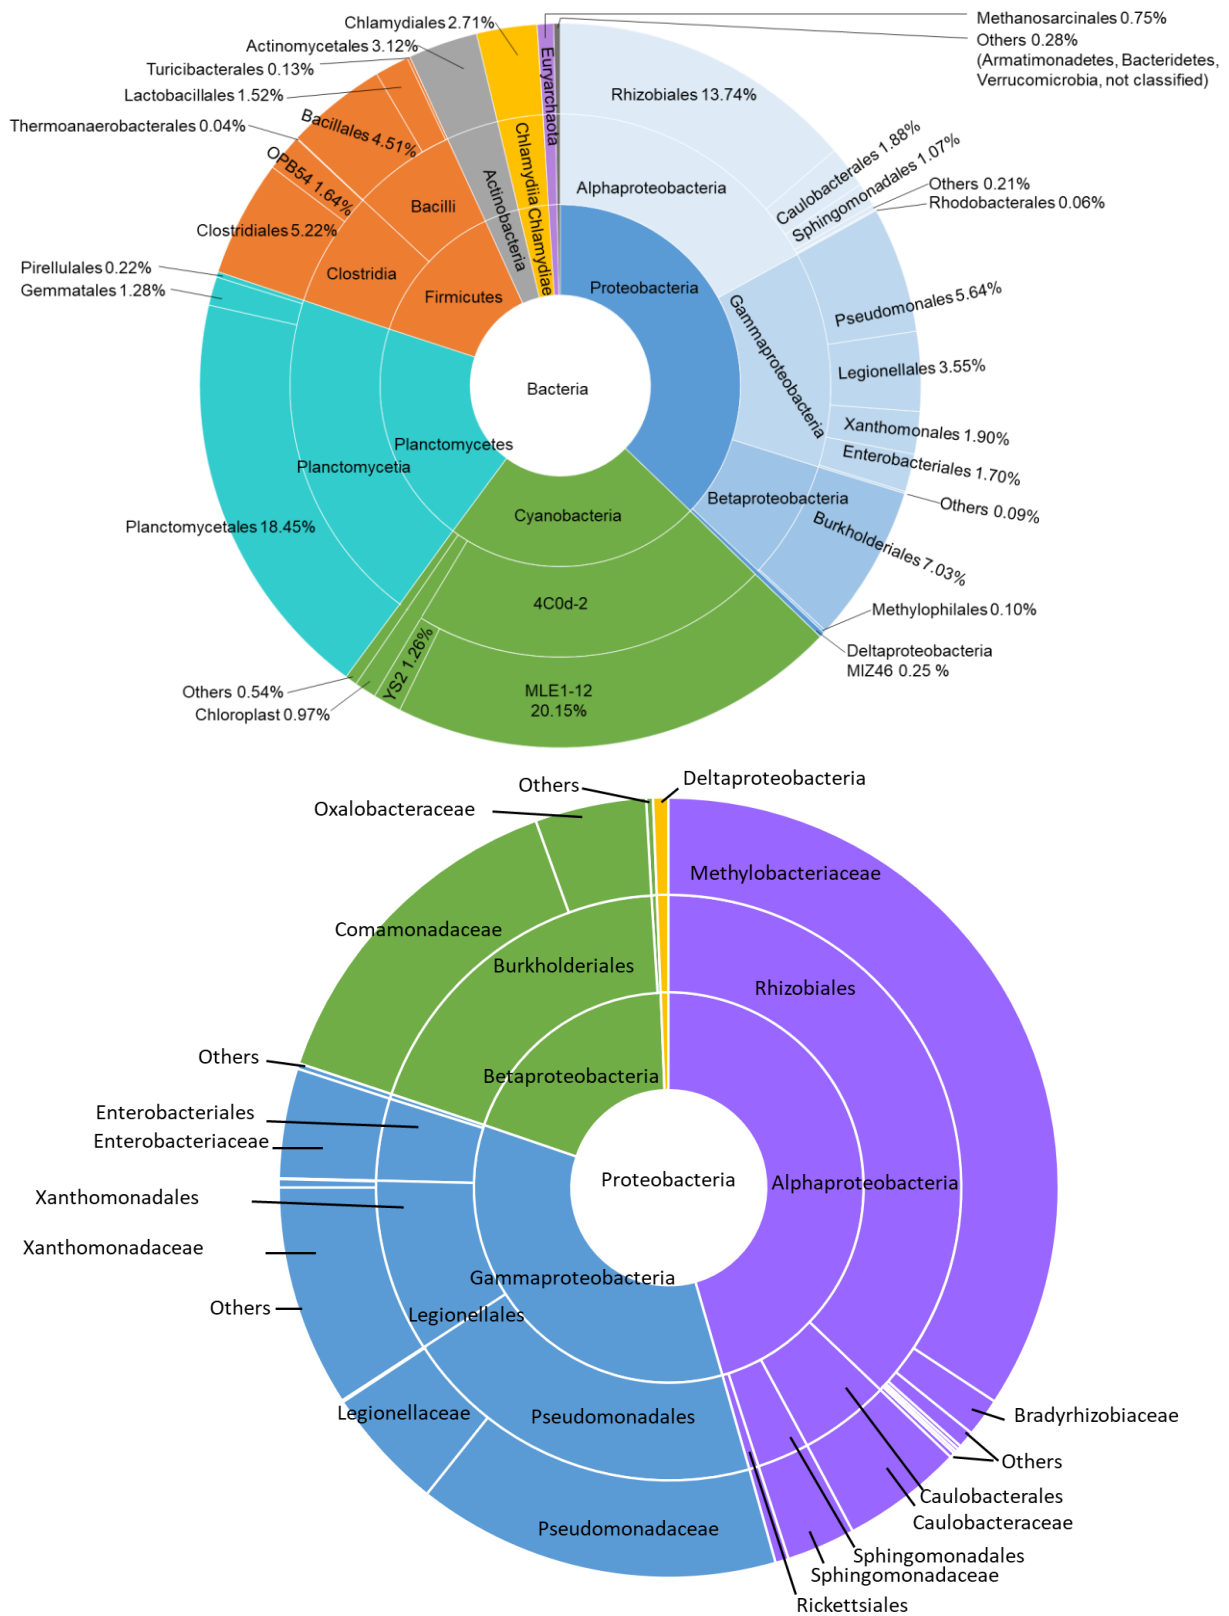 Chlamydiales 2.71%
Methanosarcinales 0.75%
Others 0.28%
(Armatimonadetes, Bacteridetes,
Verrucomicrobia, not classified)
Actinomycetales 3.12%
Turicibacterales 0.13%
Lactobacillales 1.52%
Thermoanaerobacterales 0.04%
Bacillales 4.51%
OPB54 1.64%
Clostridiales 5.22%
Pirellulales 0.22%
Gemmatales 1.28%
Euryarchaota
Rhizobiales 13.74%
Caulobacterales 1.88%
Sphingomonadales 1.07%
Others 0.21%
Rhodobacterales 0.06%
Alphaproteobacteria
Chlamydiia Chlamydiae
Actinobacteria
Bacilli
Clostridia
Firmicutes
Proteobacteria
Gammaproteobacteria
Pseudomonales 5.64%
Legionellales 3.55%
Xanthomonales 1.90%
Enterobacteriales 1.70%
Others 0.09%
Bacteria
Planctomycetes
Planctomycetia
Planctomycetales 18.45%
Cyanobacteria
Betaproteobacteria
Burkholderiales 7.03%
Methylophilales 0.10%
Deltaproteobacteria
MIZ46 0.25 %
4C0d-2
YS2 1.26%
MLE1-12
20.15%
Others 0.54%
Chloroplast 0.97%
Others
Deltaproteobacteria
Oxalobacteraceae
Methylobacteriaceae
Comamonadaceae
Burkholderiales
Rhizobiales
Others
Betaproteobacteria
Enterobacteriales
Enterobacteriaceae
Proteobacteria
Alphaproteobacteria
Xanthomonadales
Xanthomonadaceae
Gammaproteobacteria
Others
Legionellales
Legionellaceae
Pseudomonadales
Bradyrhizobiaceae
Others
Caulobacterales
Caulobacteraceae
Pseudomonadaceae
Sphingomonadales
Sphingomonadaceae
Rickettsiales